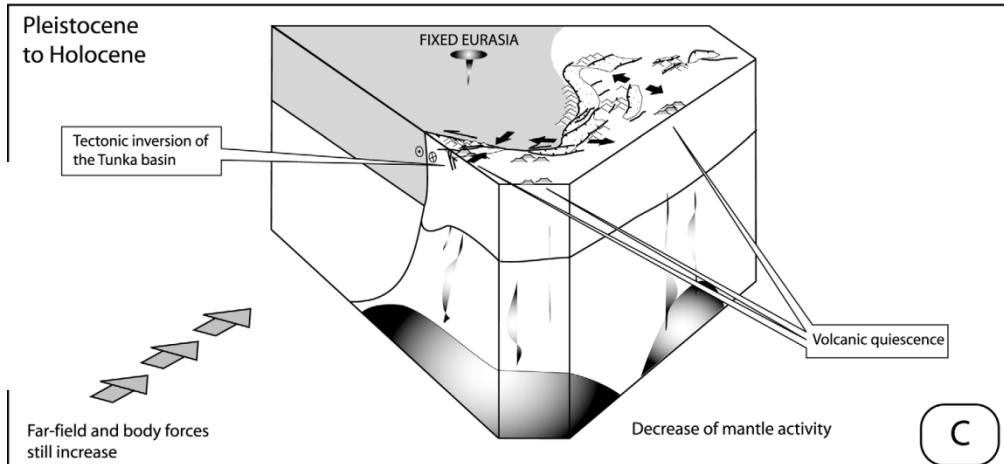 Pleistocene
to Holocene
FIXED EURASIA
Tectonic inversion of
the Tunka basin
Volcanic quiescence
Far-field and body forces
still increase
Decrease of mantle activity
C